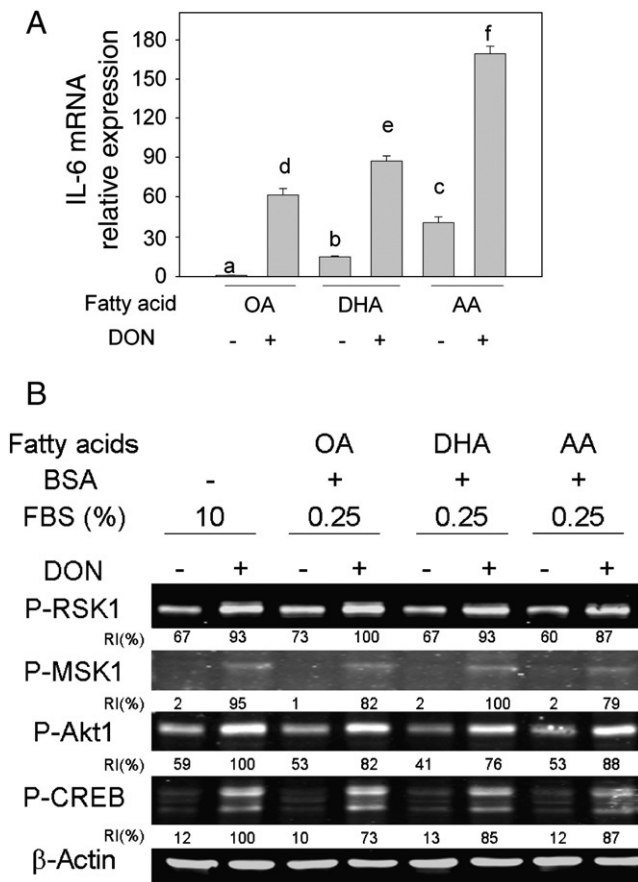 A
IL-6 mRNA
relative expression
180
150
120
90
60
30
0
a
d
b
e
c
f
Fatty acid OA DHA AA
DON - + - + - +
B
Fatty acids OA DHA AA
BSA - + + +
FBS (%) 10 0.25 0.25 0.25
DON - + - + - + - +
P-RSK1
RI(%) 67 93 73 100 67 93 60 87
P-MSK1
RI(%) 2 95 1 82 2 100 2 79
P-Akt1
RI(%) 59 100 53 82 41 76 53 88
P-CREB
RI(%) 12 100 10 73 13 85 12 87
β-Actin